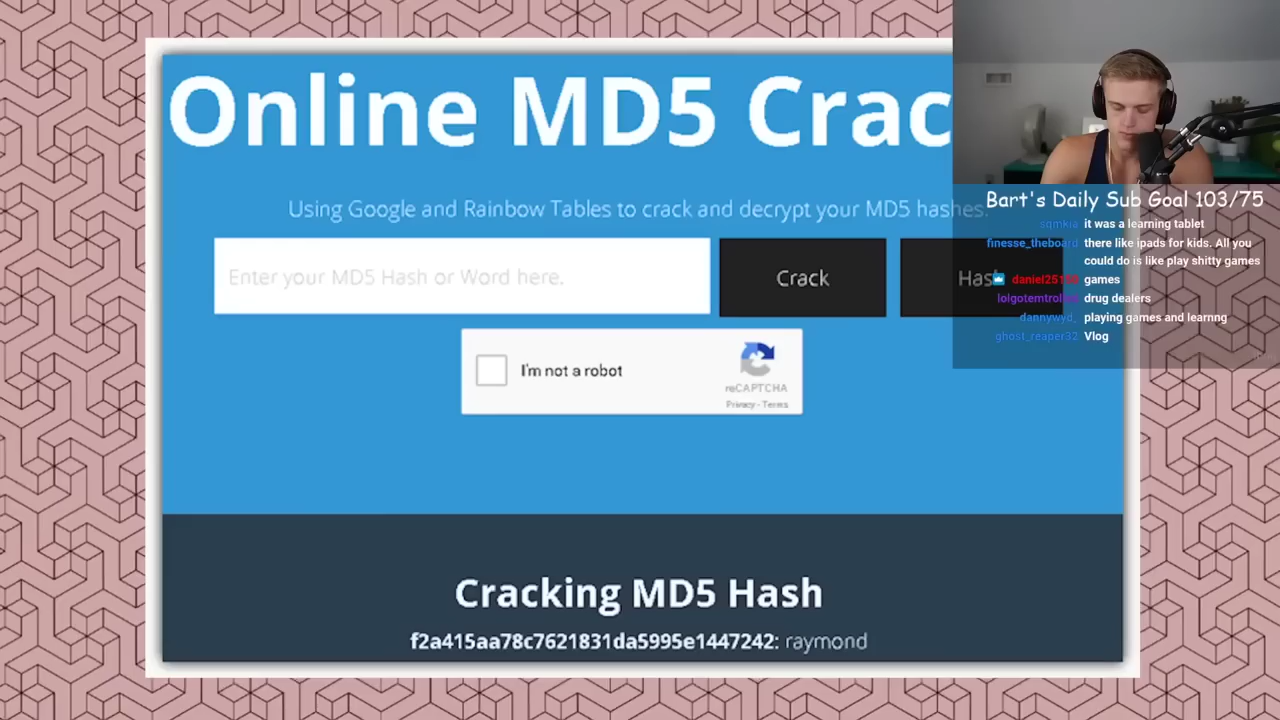 Online MD5 Crac
Using Google and Rainbow Tables to crack and decrypt your MD5 hashes.
Enter your MD5 Hash or Word here.
Crack
Hash
I'm not a robot
reCAPTCHA
Privacy - Terms
Cracking MD5 Hash
f2a415aa78c7621831da5995e1447242: raymond
Bart's Daily Sub Goal 103/75
sqmkia it was a learning tablet
finesse_theboard there like ipads for kids. All you
could do is like play shitty games
games
drug dealers
dannywyd_ playing games and learnng
ghost_reaper32 Vlog